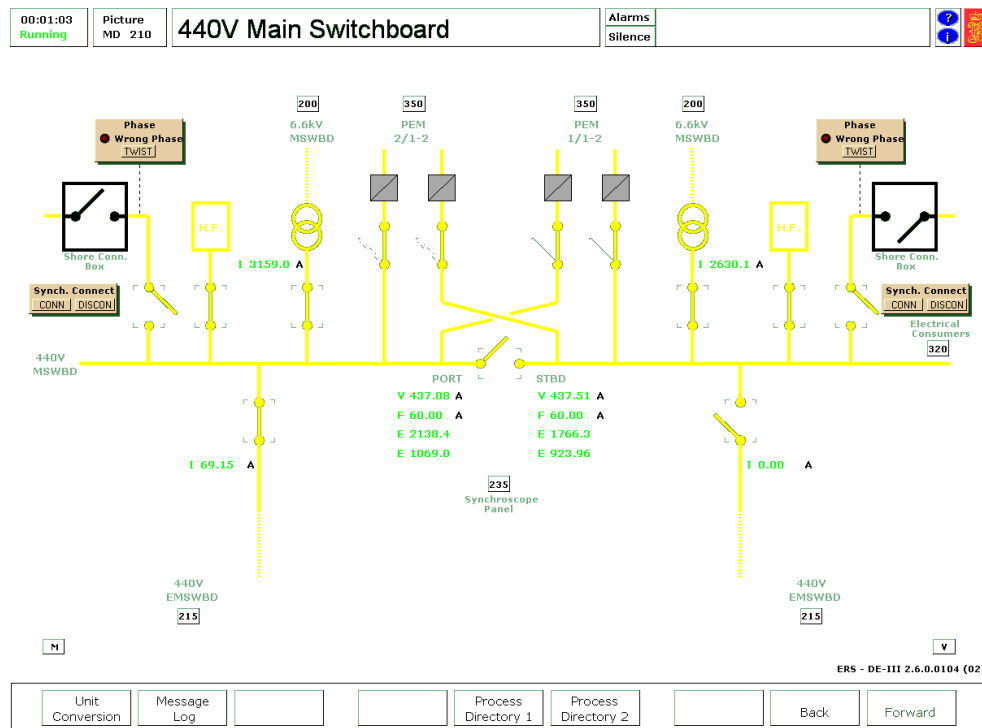 00:01:03
Running
Picture
MD 210
440V Main Switchboard
Alarms
Silence
?
i
200
350
350
200
Phase
Wrong Phase
TWIST
6.6kV
MSWBD
PEM
2/1-2
PEM
1/1-2
6.6kV
MSWBD
Phase
Wrong Phase
TWIST
H.F.
H.F.
Shore Conn.
Box
I 3159.0 A
I 2630.1 A
Shore Conn.
Box
Synch. Connect
CONN DISCON
Synch. Connect
CONN DISCON
Electrical
Consumers
320
440V
MSWBD
PORT
STBD
V 437.08 A
V 437.51 A
F 60.00 A
F 60.00 A
E 2138.4
E 1766.3
E 1069.0
E 923.96
I 69.15 A
I 0.00 A
235
Synchroscope
Panel
440V
EMSWBD
215
440V
EMSWBD
215
M
V
ERS - DE-III 2.6.0.0104 (02)
Unit
Conversion
Message
Log
Process
Directory 1
Process
Directory 2
Back
Forward